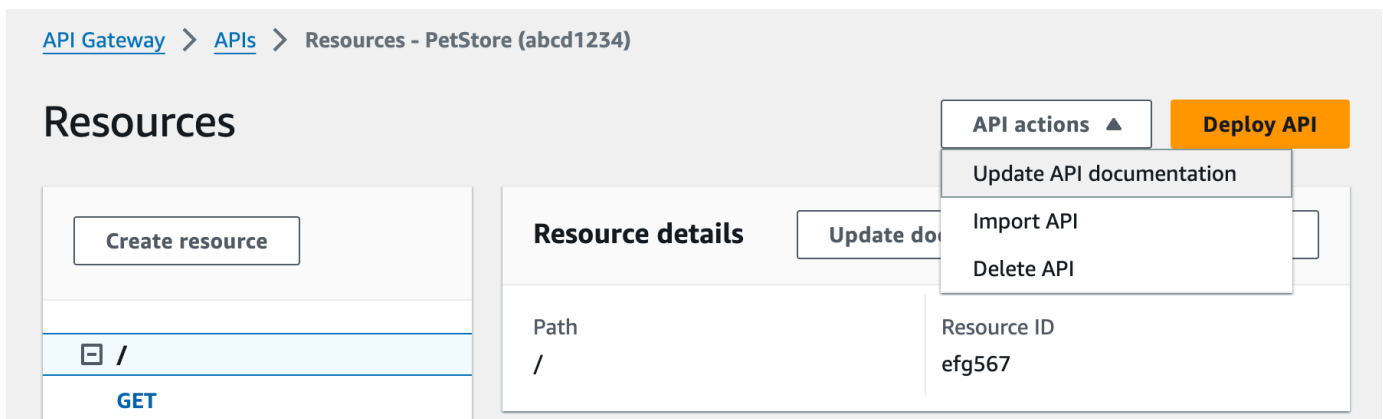 API Gateway > APIs > Resources - PetStore (abcd1234)
Resources
API actions ▲
Deploy API
Update API documentation
Import API
Delete API
Create resource
Resource details
Update
Path
/
Resource ID
efg567
/
GET